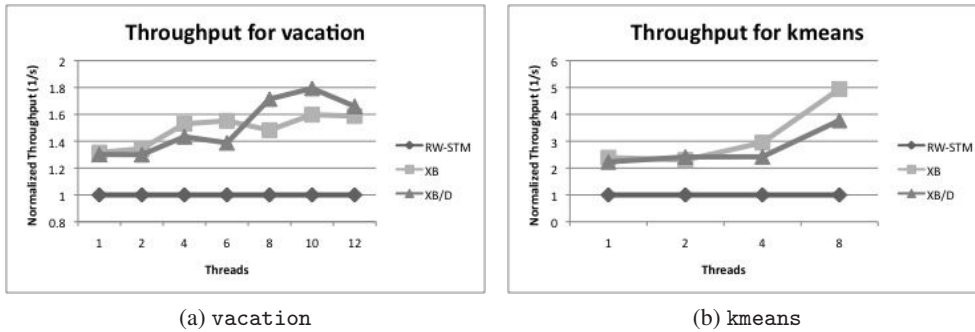 Throughput for vacation
Normalized Throughput (1/s)
2
1.8
1.6
1.4
1.2
1
0.8
1 2 4 6 8 10 12
Threads
RW-STM
XB
XB/D
(a) vacation
Throughput for kmeans
Normalized Throughput (1/s)
6
5
4
3
2
1
0
1 2 4 8
Threads
RW-STM
XB
XB/D
(b) kmeans